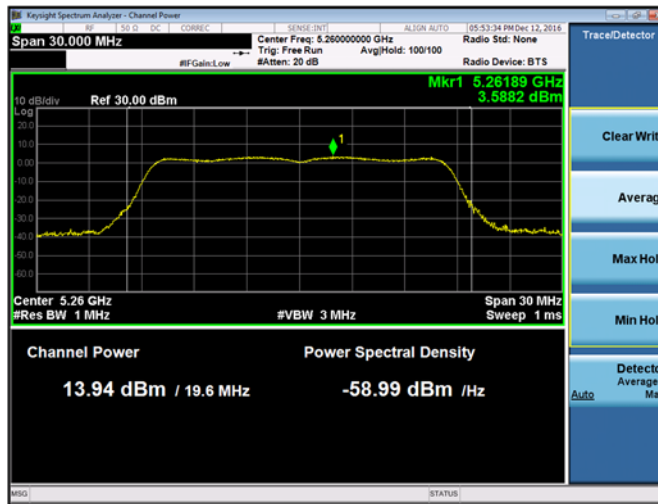 Keysight Spectrum Analyzer - Channel Power
RF 50 Ω DC CORREC SENSE:INT ALIGN AUTO 05:53:34 PM Dec 12, 2016
Span 30.000 MHz
Center Freq: 5.260000000 GHz Radio Std: None
Trig: Free Run Avg|Hold: 100/100
#IFGain:Low #Atten: 20 dB Radio Device: BTS
Trace/Detector
Mkr1 5.26189 GHz
3.5882 dBm
10 dB/div Ref 30.00 dBm
Log
20.0
10.0
0.00
-10.0
-20.0
-30.0
-40.0
-50.0
-60.0
1
Center 5.26 GHz Span 30 MHz
#Res BW 1 MHz #VBW 3 MHz Sweep 1 ms
Channel Power Power Spectral Density
13.94 dBm / 19.6 MHz -58.99 dBm /Hz
Clear Writ
Averag
Max Hol
Min Hol
Detecto
Average
Auto Ma
MSG STATUS